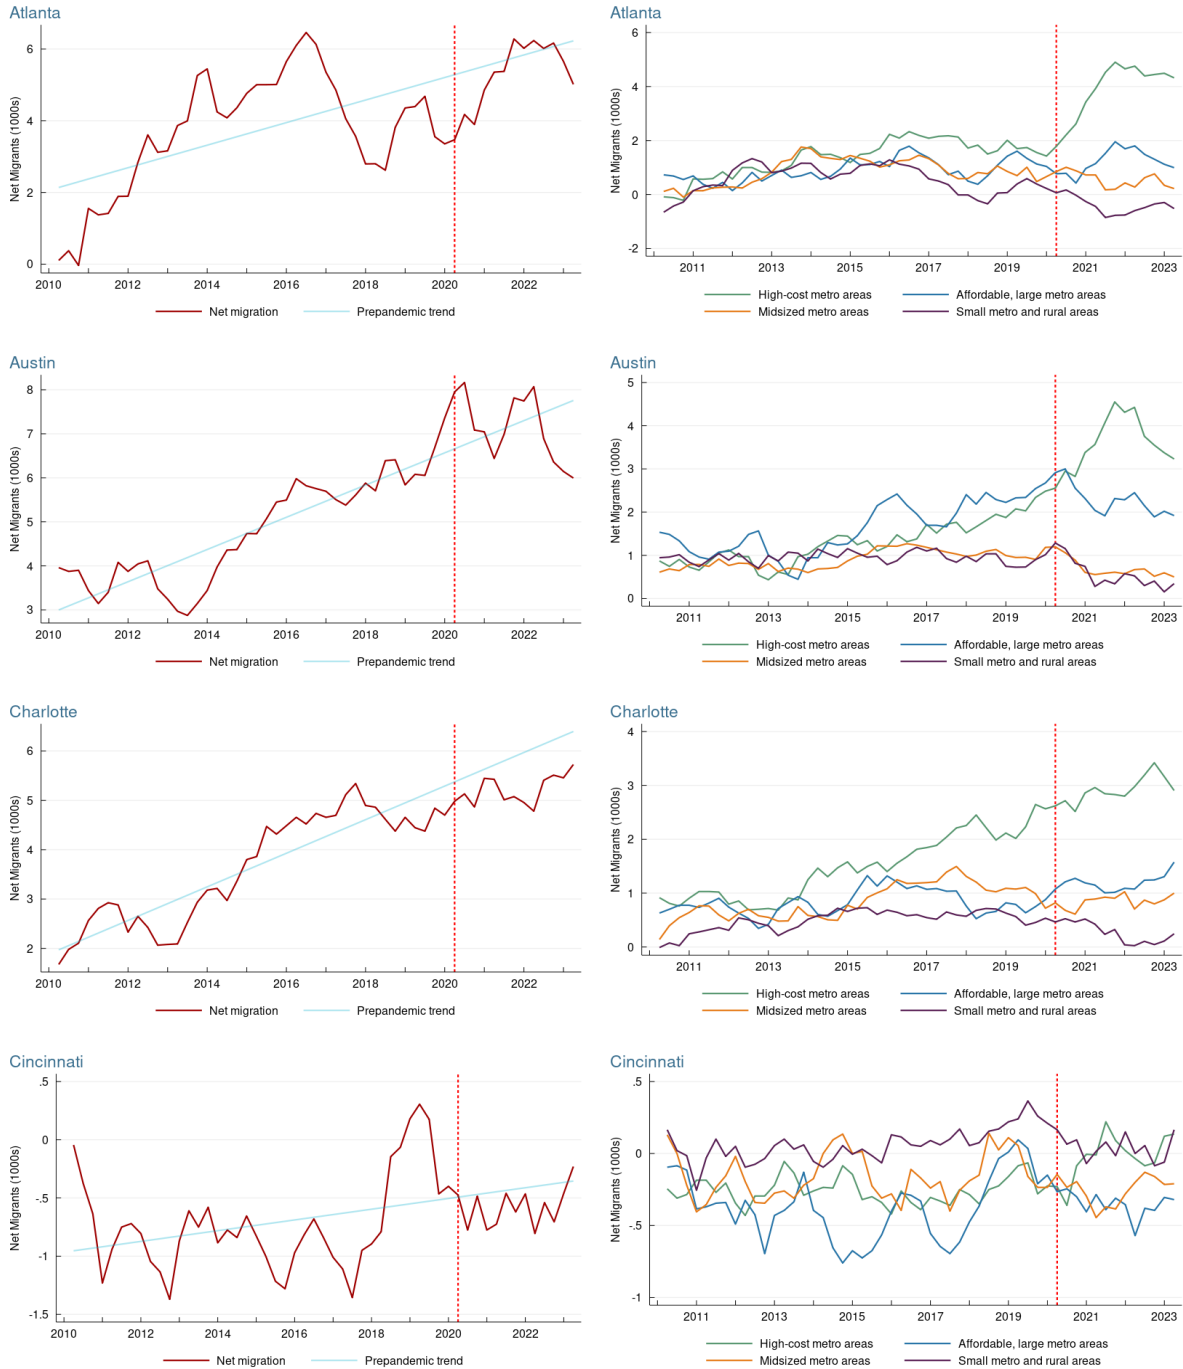 Atlanta
Net Migrants (1000s)
6
4
2
0
2010 2012 2014 2016 2018 2020 2022
Net migration Prepandemic trend
Atlanta
Net Migrants (1000s)
6
4
2
0
-2
2011 2013 2015 2017 2019 2021 2023
High-cost metro areas Affordable, large metro areas
Midsized metro areas Small metro and rural areas
Austin
Net Migrants (1000s)
8
7
6
5
4
3
2010 2012 2014 2016 2018 2020 2022
Net migration Prepandemic trend
Austin
Net Migrants (1000s)
5
4
3
2
1
0
2011 2013 2015 2017 2019 2021 2023
High-cost metro areas Affordable, large metro areas
Midsized metro areas Small metro and rural areas
Charlotte
Net Migrants (1000s)
6
5
4
3
2
2010 2012 2014 2016 2018 2020 2022
Net migration Prepandemic trend
Charlotte
Net Migrants (1000s)
4
3
2
1
0
2011 2013 2015 2017 2019 2021 2023
High-cost metro areas Affordable, large metro areas
Midsized metro areas Small metro and rural areas
Cincinnati
Net Migrants (1000s)
.5
0
-.5
-1
-1.5
2010 2012 2014 2016 2018 2020 2022
Net migration Prepandemic trend
Cincinnati
Net Migrants (1000s)
.5
0
-.5
-1
2011 2013 2015 2017 2019 2021 2023
High-cost metro areas Affordable, large metro areas
Midsized metro areas Small metro and rural areas